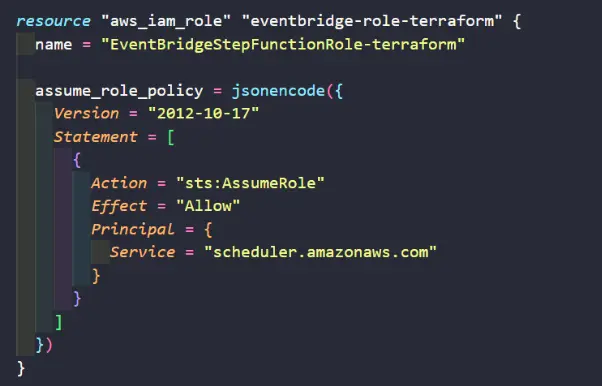 resource "aws_iam_role" "eventbridge-role-terraform" {
  name = "EventBridgeStepFunctionRole-terraform"

  assume_role_policy = jsonencode({
    Version = "2012-10-17"
    Statement = [
      {
        Action = "sts:AssumeRole"
        Effect = "Allow"
        Principal = {
          Service = "scheduler.amazonaws.com"
        }
      }
    ]
  })
}